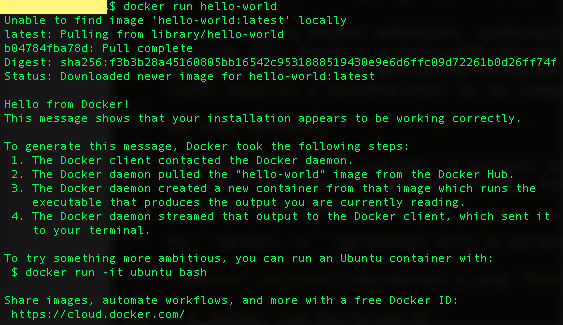 $ docker run hello-world
Unable to find image 'hello-world:latest' locally
latest: Pulling from library/hello-world
b04784fba78d: Pull complete
Digest: sha256:f3b3b28a45160805bb16542c9531888519430e9e6d6ffc09d72261b0d26ff74f
Status: Downloaded newer image for hello-world:latest
Hello from Docker!
This message shows that your installation appears to be working correctly.
To generate this message, Docker took the following steps:
1. The Docker client contacted the Docker daemon.
2. The Docker daemon pulled the "hello-world" image from the Docker Hub.
3. The Docker daemon created a new container from that image which runs the
executable that produces the output you are currently reading.
4. The Docker daemon streamed that output to the Docker client, which sent it
to your terminal.
To try something more ambitious, you can run an Ubuntu container with:
$ docker run -it ubuntu bash
Share images, automate workflows, and more with a free Docker ID:
https://cloud.docker.com/